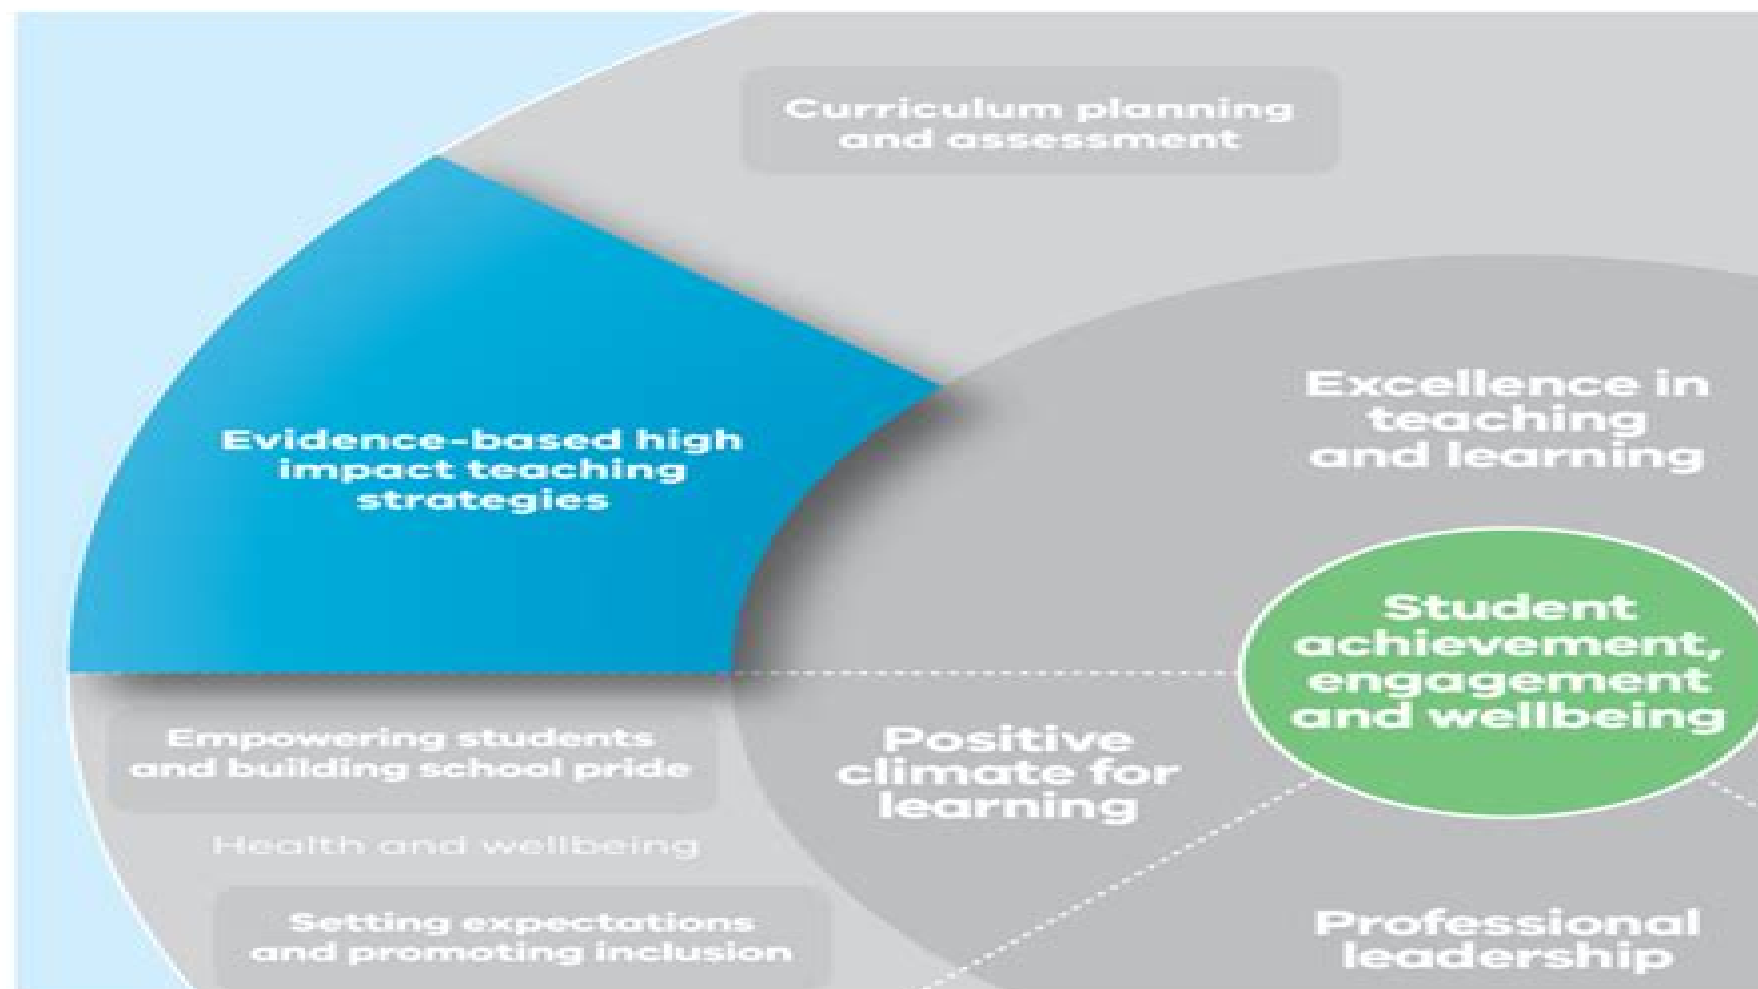 Curriculum planning
and assessment
Evidence-based high
impact teaching
strategies
Excellence in
teaching
and learning
Student
achievement,
engagement
and wellbeing
Empowering students
and building school pride
Positive
climate for
learning
Health and wellbeing
Setting expectations
and promoting inclusion
Professional
leadership